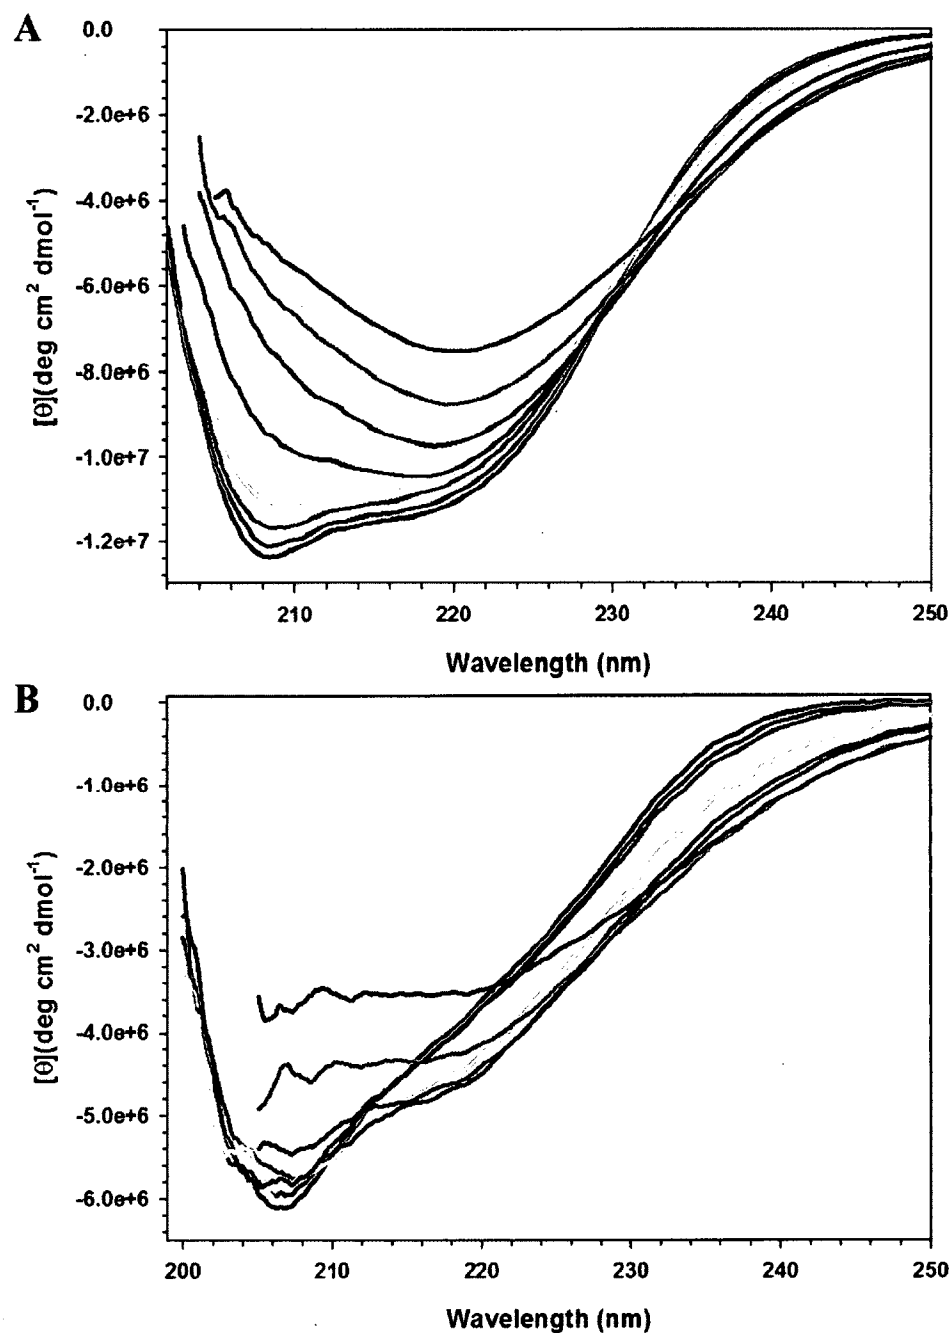 A
0.0
-2.0e+6
-4.0e+6
-6.0e+6
-8.0e+6
-1.0e+7
-1.2e+7
[θ](deg cm² dmol⁻¹)
210 220 230 240 250
Wavelength (nm)
B
0.0
-1.0e+6
-2.0e+6
-3.0e+6
-4.0e+6
-5.0e+6
-6.0e+6
[θ](deg cm² dmol⁻¹)
200 210 220 230 240 250
Wavelength (nm)